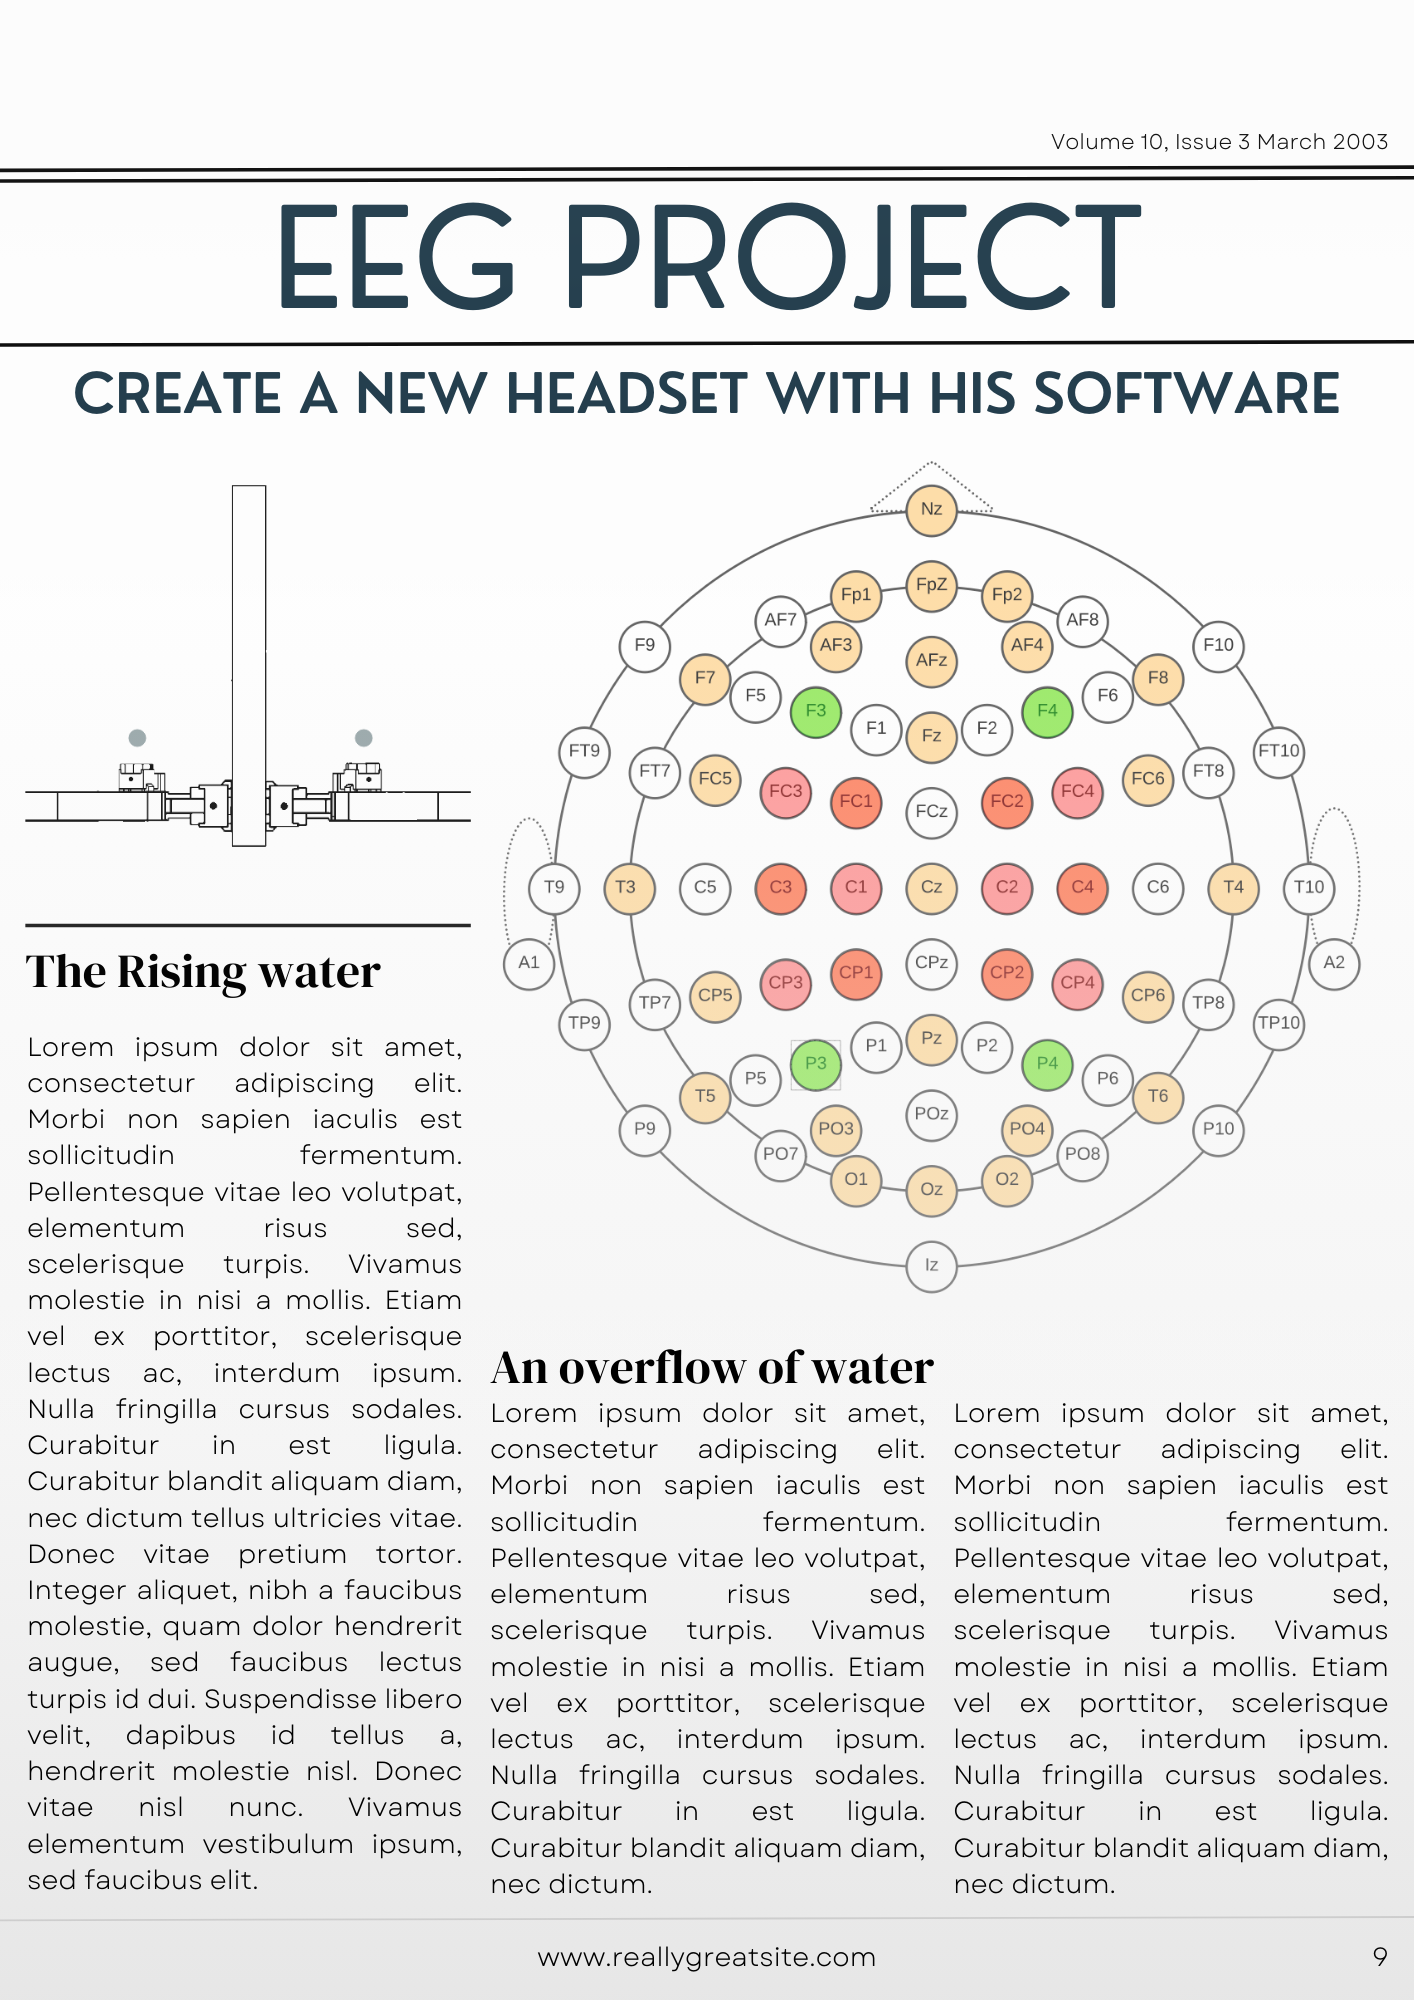 Volume 10, Issue 3 March 2003
EEG PROJECT
CREATE A NEW HEADSET WITH HIS SOFTWARE
Nz
Fp1 FpZ Fp2
AF7 AF8
F9 AF3 AFz AF4 F10
F7 F8
F5 F3 F4 F6
F1 Fz F2
FT9 FT10
FT7 FC5 FC6 FT8
FC3 FC1 FCz FC2 FC4
T9 T3 C5 C3 C1 Cz C2 C4 C6 T4 T10
A1 CPz A2
CP3 CP1 CP2 CP4
TP7 CP5 CP6 TP8
TP9 TP10
P1 Pz P2
P5 P3 P4 P6
T5 T6
POz
P9 PO3 PO4 P10
PO7 PO8
O1 Oz O2
Iz
The Rising water
Lorem ipsum dolor sit amet,
consectetur adipiscing elit.
Morbi non sapien iaculis est
sollicitudin fermentum.
Pellentesque vitae leo volutpat,
elementum risus sed,
scelerisque turpis. Vivamus
molestie in nisi a mollis. Etiam
vel ex porttitor, scelerisque
lectus ac, interdum ipsum.
Nulla fringilla cursus sodales.
Curabitur in est ligula.
Curabitur blandit aliquam diam,
nec dictum tellus ultricies vitae.
Donec vitae pretium tortor.
Integer aliquet, nibh a faucibus
molestie, quam dolor hendrerit
augue, sed faucibus lectus
turpis id dui. Suspendisse libero
velit, dapibus id tellus a,
hendrerit molestie nisl. Donec
vitae nisl nunc. Vivamus
elementum vestibulum ipsum,
sed faucibus elit.
An overflow of water
Lorem ipsum dolor sit amet,
consectetur adipiscing elit.
Morbi non sapien iaculis est
sollicitudin fermentum.
Pellentesque vitae leo volutpat,
elementum risus sed,
scelerisque turpis. Vivamus
molestie in nisi a mollis. Etiam
vel ex porttitor, scelerisque
lectus ac, interdum ipsum.
Nulla fringilla cursus sodales.
Curabitur in est ligula.
Curabitur blandit aliquam diam,
nec dictum.
Lorem ipsum dolor sit amet,
consectetur adipiscing elit.
Morbi non sapien iaculis est
sollicitudin fermentum.
Pellentesque vitae leo volutpat,
elementum risus sed,
scelerisque turpis. Vivamus
molestie in nisi a mollis. Etiam
vel ex porttitor, scelerisque
lectus ac, interdum ipsum.
Nulla fringilla cursus sodales.
Curabitur in est ligula.
Curabitur blandit aliquam diam,
nec dictum.
www.reallygreatsite.com
9